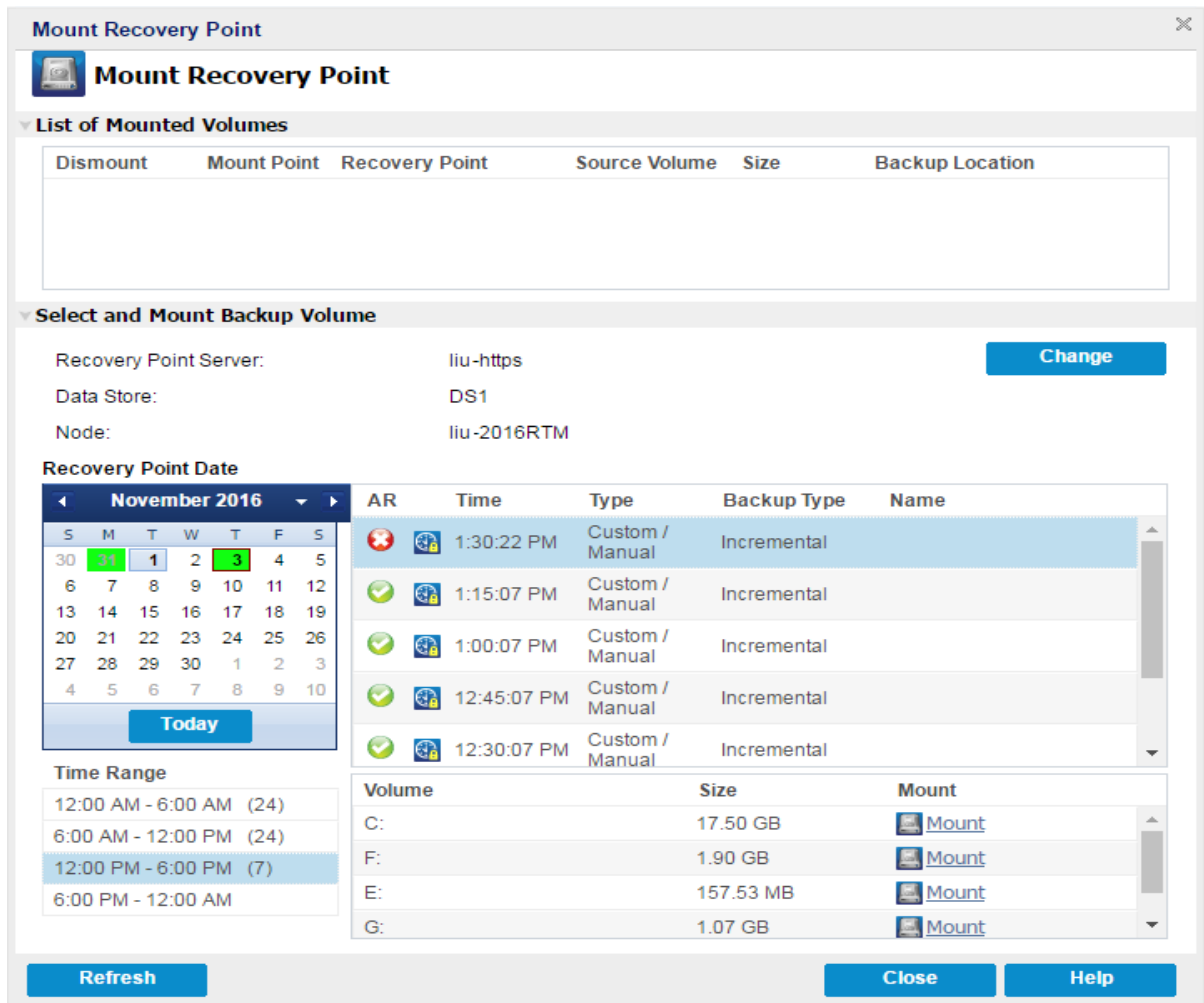 Mount Recovery Point
Mount Recovery Point
List of Mounted Volumes
Dismount Mount Point Recovery Point Source Volume Size Backup Location
Select and Mount Backup Volume
Recovery Point Server: liu-https
Change
Data Store: DS1
Node: liu-2016RTM
Recovery Point Date
November 2016
S M T W T F S
30 31 1 2 3 4 5
6 7 8 9 10 11 12
13 14 15 16 17 18 19
20 21 22 23 24 25 26
27 28 29 30 1 2 3
4 5 6 7 8 9 10
Today
Time Range
12:00 AM - 6:00 AM (24)
6:00 AM - 12:00 PM (24)
12:00 PM - 6:00 PM (7)
6:00 PM - 12:00 AM
AR Time Type Backup Type Name
1:30:22 PM Custom / Manual Incremental
1:15:07 PM Custom / Manual Incremental
1:00:07 PM Custom / Manual Incremental
12:45:07 PM Custom / Manual Incremental
12:30:07 PM Custom / Manual Incremental
Volume Size Mount
C: 17.50 GB Mount
F: 1.90 GB Mount
E: 157.53 MB Mount
G: 1.07 GB Mount
Refresh Close Help